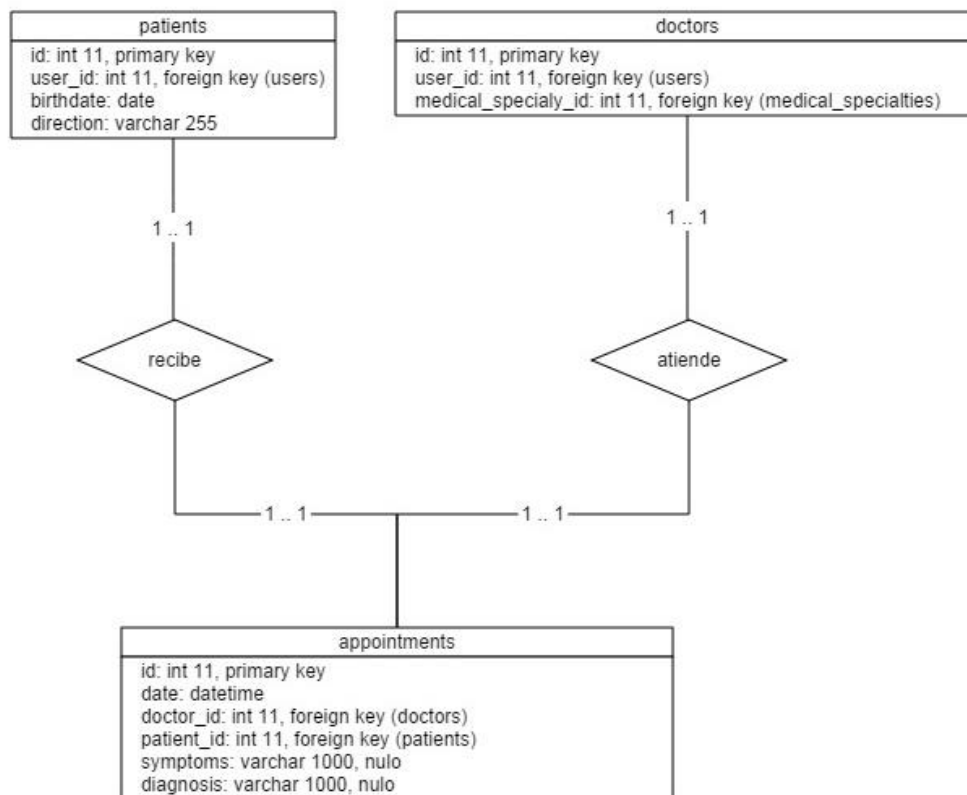 patients
id: int 11, primary key
user_id: int 11, foreign key (users)
birthdate: date
direction: varchar 255
doctors
id: int 11, primary key
user_id: int 11, foreign key (users)
medical_specialy_id: int 11, foreign key (medical_specialties)
1 .. 1
1 .. 1
recibe
atiende
1 .. 1
1 .. 1
appointments
id: int 11, primary key
date: datetime
doctor_id: int 11, foreign key (doctors)
patient_id: int 11, foreign key (patients)
symptoms: varchar 1000, nulo
diagnosis: varchar 1000, nulo